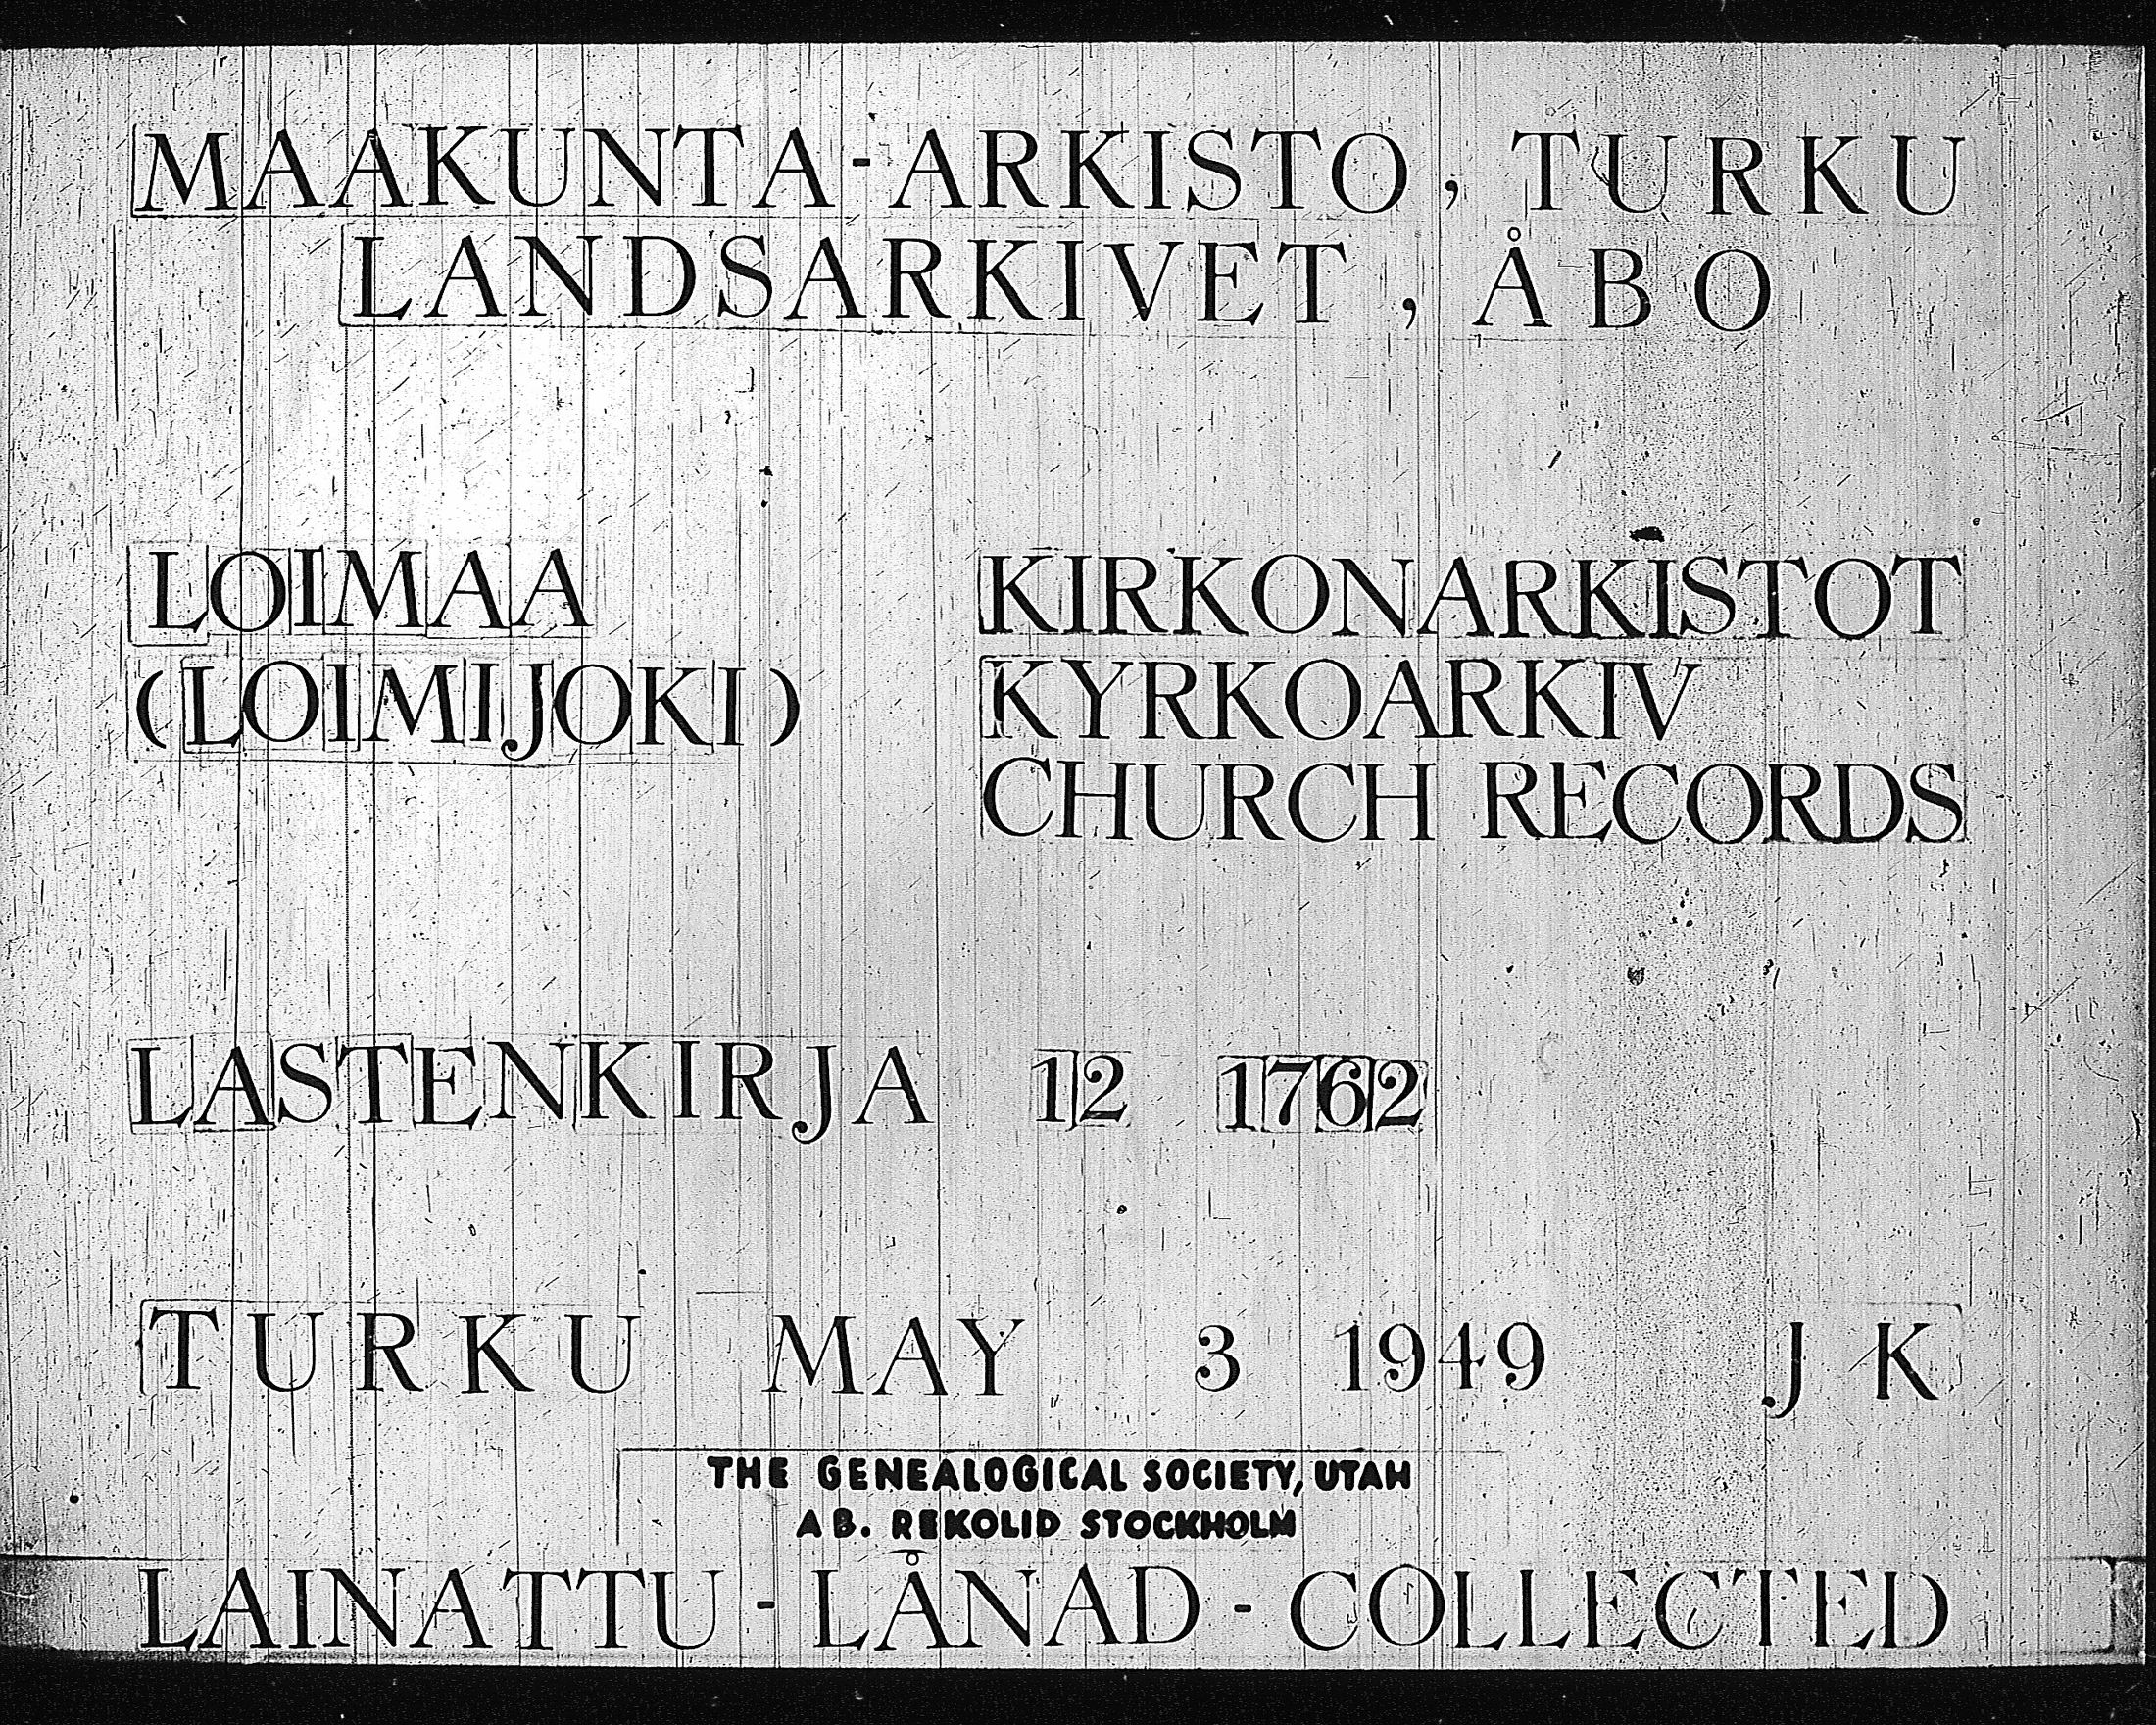 MAAKUNTA-ARKISTO, TURKU
LANDSARKIVET, ÅBO
LOIMAA
(LOIMIJOKI)
KIRKONARKISTOT
KYRKOARKIV
CHURCH RECORDS
LASTENKIRJA 12 1762
TURKU MAY 3 1949 J K
THE GENEALOGICAL SOCIETY, UTAH
AB. REKOLID STOCKHOLM
LAINATTU - LÅNAD - COLLECTED